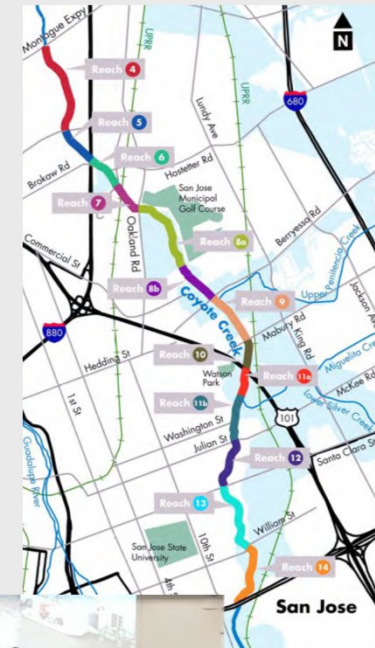 Montague Expy
N
UPRR
UPRR
680
Reach 4
Lundy Ave
Reach 5
Reach 6
Hostetter Rd
Brokaw Rd
San Jose
Municipal
Golf Course
Reach 7
Oakland Rd
Berryessa Rd
Commercial St
Reach 8a
Upper Penitencia Creek
Reach 8b
Coyote Creek
Reach 9
Jackson Ave
880
Mabury Rd
King Rd
Hedding St
Reach 10
Miguelita Creek
Watson
Park
Reach 11a
McKee Rd
1st St
Reach 11b
Lower Silver Creek
101
Washington St
Julian St
Santa Clara St
Guadalupe River
Reach 12
Reach 13
William St
San Jose State
University
10th St
4th St
Reach 14
San Jose